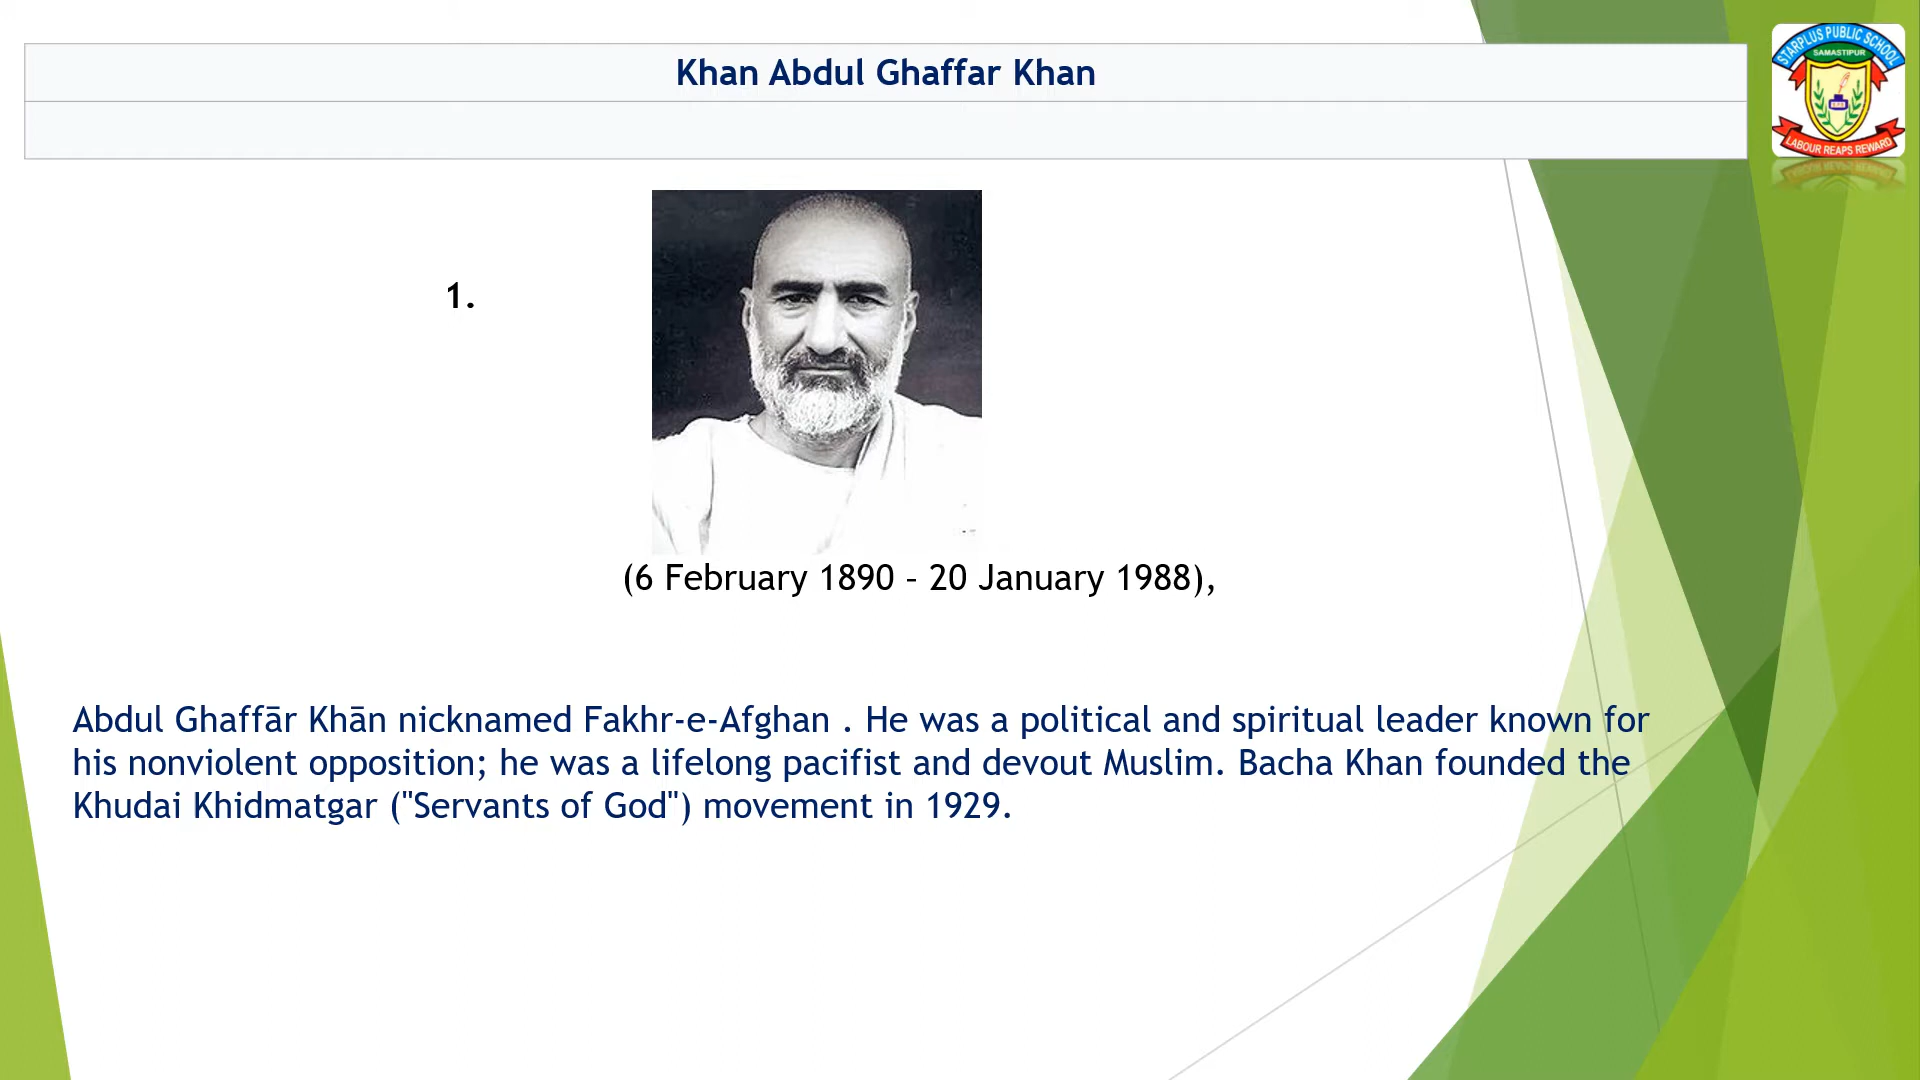 Khan Abdul Ghaffar Khan
STARPLUS PUBLIC SCHOOL
SAMASTIPUR
LABOUR REAPS REWARD
1.
(6 February 1890 – 20 January 1988),
Abdul Ghaffār Khān nicknamed Fakhr-e-Afghan . He was a political and spiritual leader known for
his nonviolent opposition; he was a lifelong pacifist and devout Muslim. Bacha Khan founded the
Khudai Khidmatgar ("Servants of God") movement in 1929.